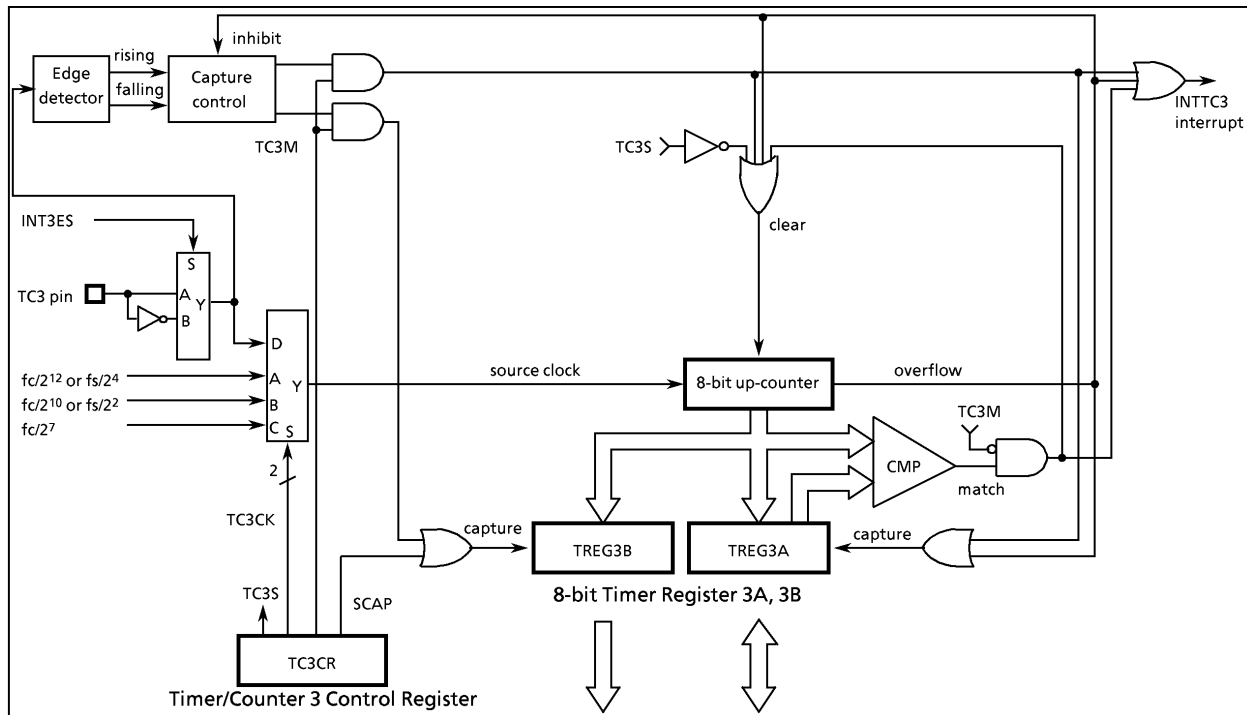 inhibit
rising
Edge
detector
falling
Capture
control
INTTC3
interrupt
TC3M
TC3S
clear
INT3ES
S
TC3 pin
A
Y
B
D
fc/2¹² or fs/2⁴
A
Y
source clock
8-bit up-counter
overflow
fc/2¹⁰ or fs/2²
B
fc/2⁷
C
S
TC3M
2
CMP
match
TC3CK
capture
TREG3B
TREG3A
capture
8-bit Timer Register 3A, 3B
TC3S
SCAP
TC3CR
Timer/Counter 3 Control Register